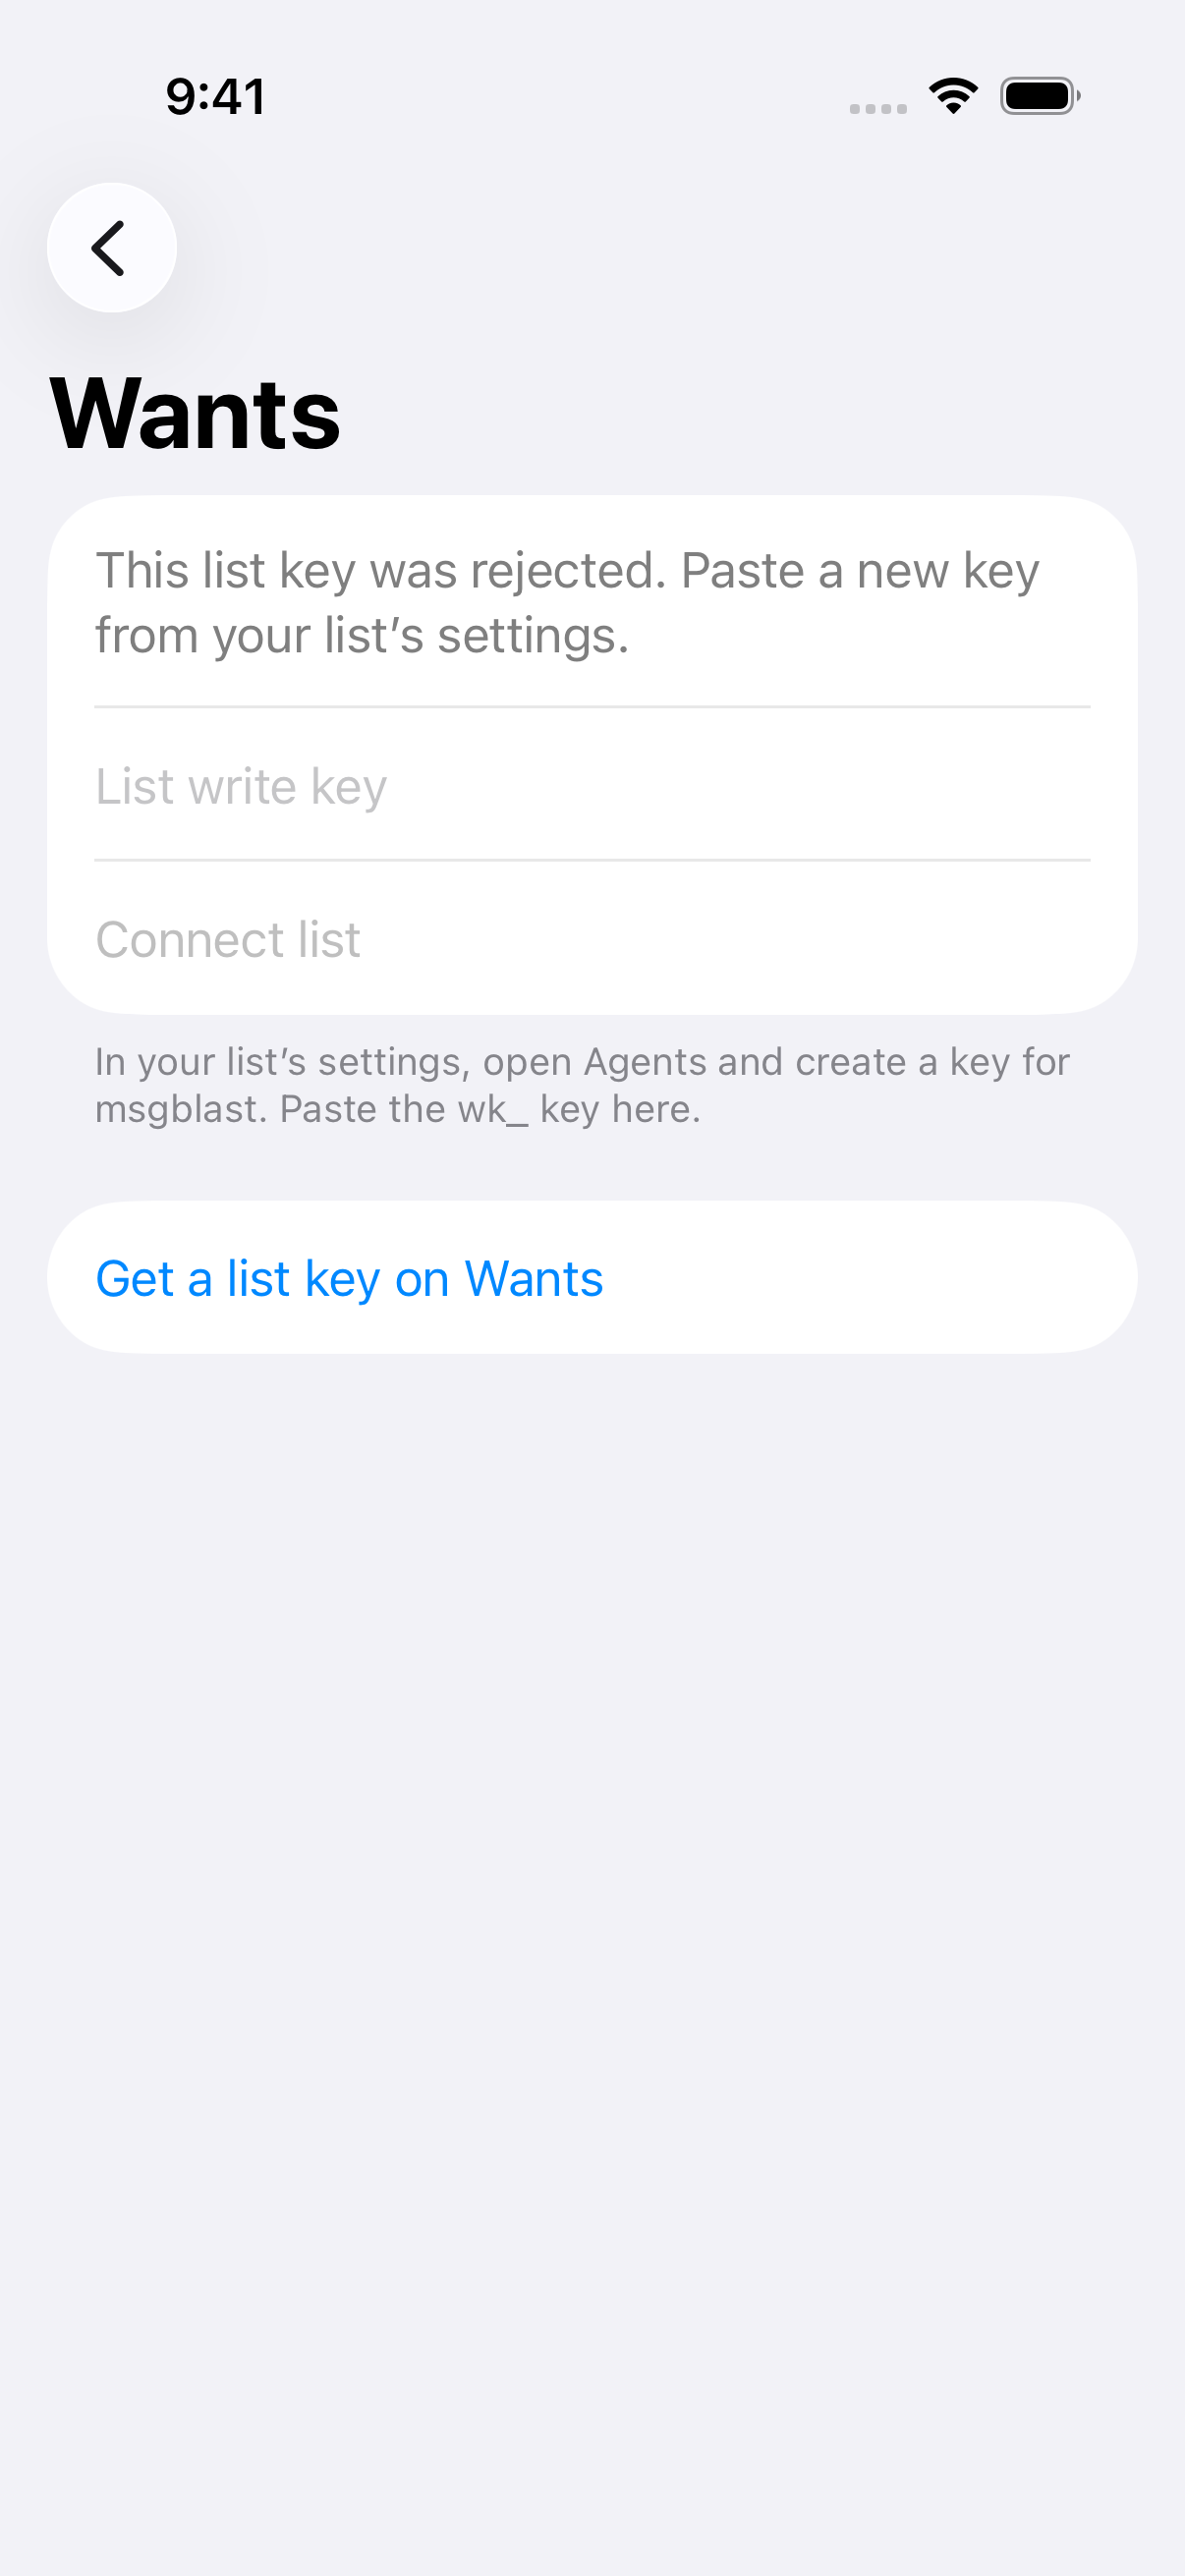 9:41
Wants
This list key was rejected. Paste a new key
from your list’s settings.
List write key
Connect list
In your list’s settings, open Agents and create a key for
msgblast. Paste the wk_ key here.
Get a list key on Wants